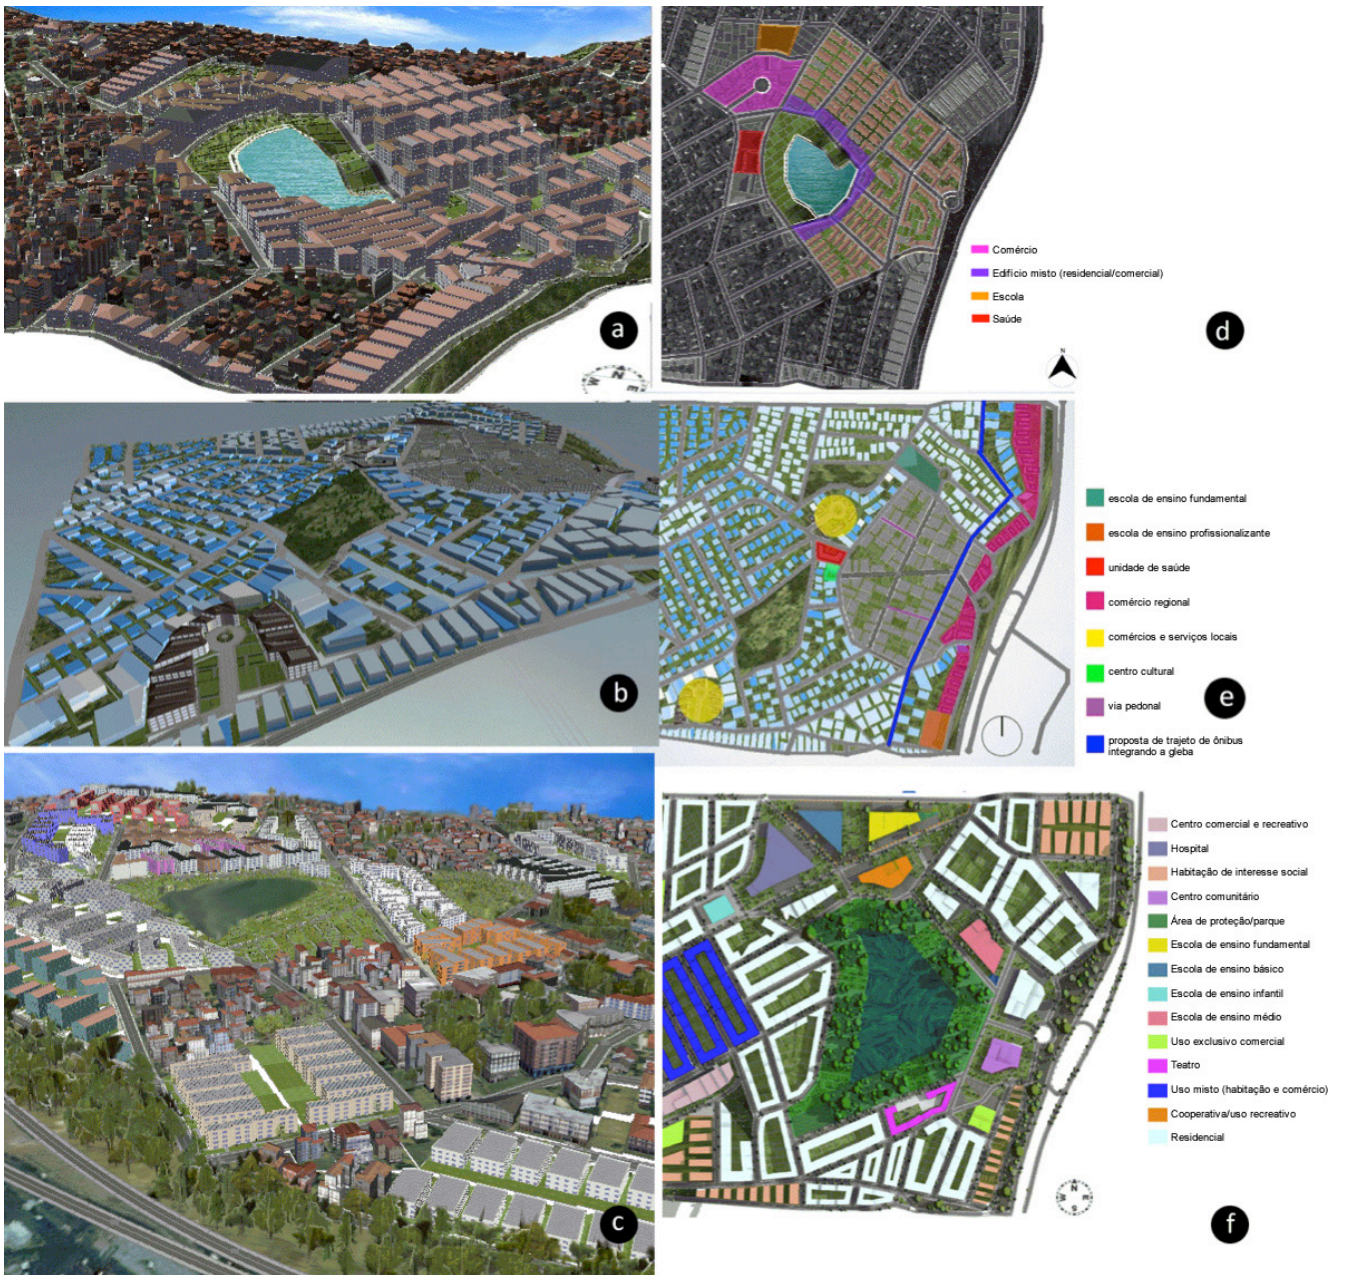 a
Comércio
Edifício misto (residencial/comercial)
Escola
Saúde
d
N
b
escola de ensino fundamental
escola de ensino profissionalizante
unidade de saúde
comércio regional
comércios e serviços locais
centro cultural
via pedonal
proposta de trajeto de ônibus
integrando a gleba
e
c
Centro comercial e recreativo
Hospital
Habitação de interesse social
Centro comunitário
Área de proteção/parque
Escola de ensino fundamental
Escola de ensino básico
Escola de ensino infantil
Escola de ensino médio
Uso exclusivo comercial
Teatro
Uso misto (habitação e comércio)
Cooperativa/uso recreativo
Residencial
N
W
E
S
f